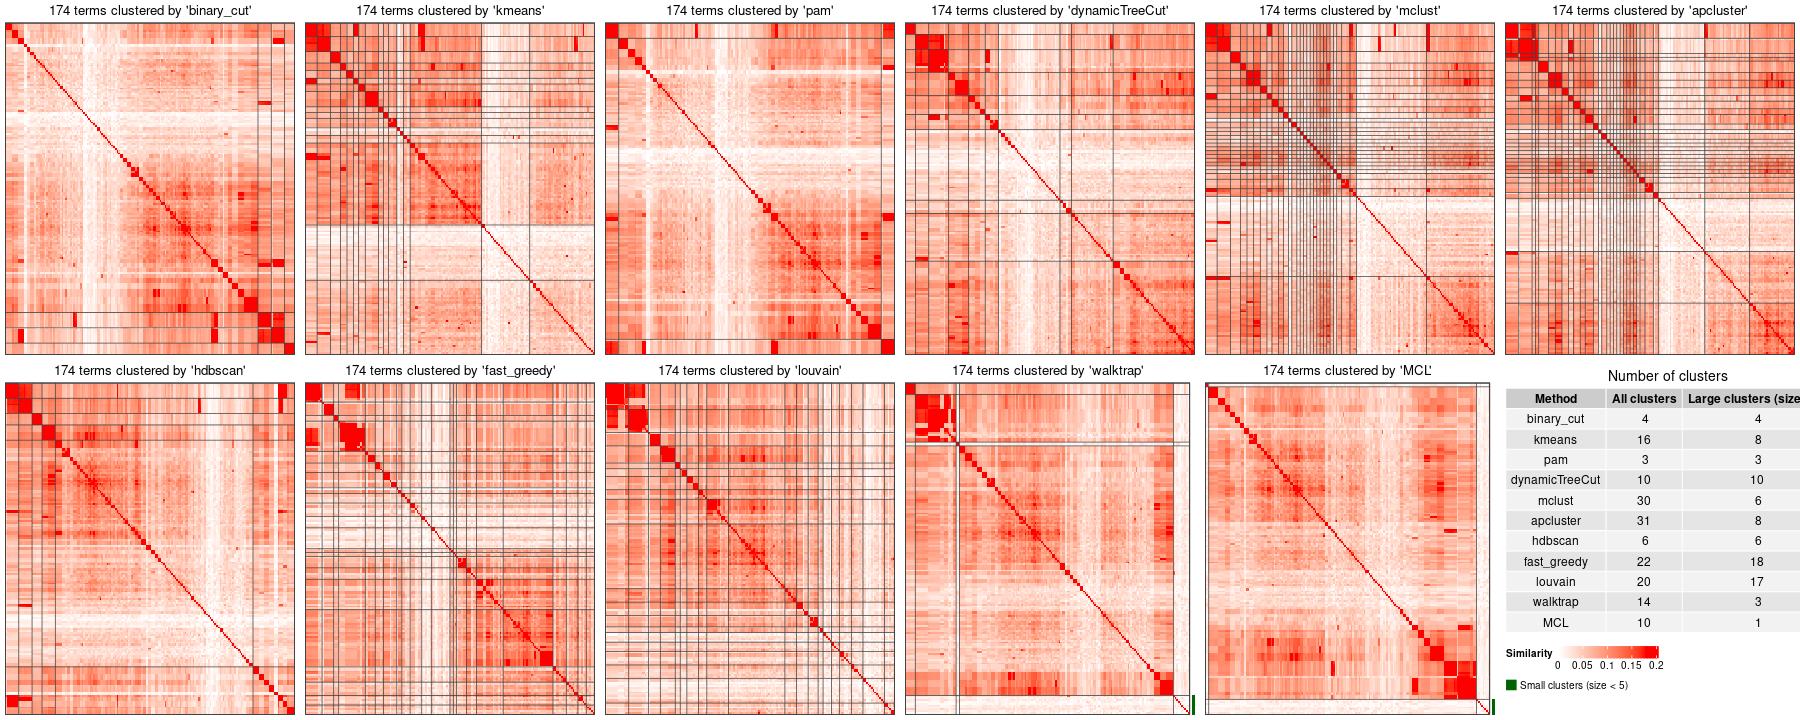 174 terms clustered by 'binary_cut'
174 terms clustered by 'kmeans'
174 terms clustered by 'pam'
174 terms clustered by 'dynamicTreeCut'
174 terms clustered by 'mclust'
174 terms clustered by 'apcluster'
174 terms clustered by 'hdbscan'
174 terms clustered by 'fast_greedy'
174 terms clustered by 'louvain'
174 terms clustered by 'walktrap'
174 terms clustered by 'MCL'
Number of clusters
Method All clusters Large clusters (size
binary_cut 4 4
kmeans 16 8
pam 3 3
dynamicTreeCut 10 10
mclust 30 6
apcluster 31 8
hdbscan 6 6
fast_greedy 22 18
louvain 20 17
walktrap 14 3
MCL 10 1
Similarity
0 0.05 0.1 0.15 0.2
Small clusters (size < 5)